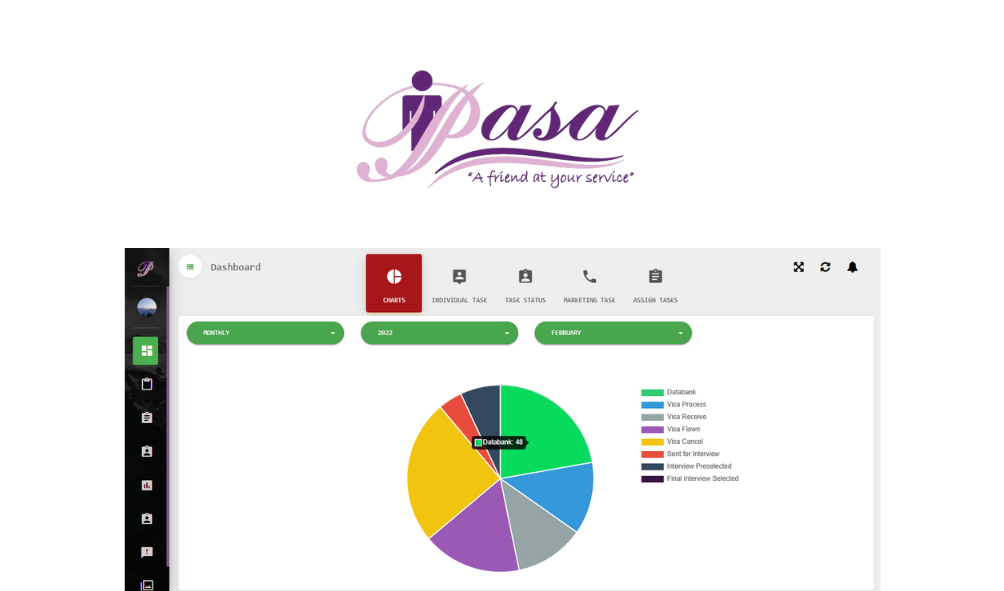 Pasa
"A friend at your service"
Dashboard
CHARTS
INDIVIDUAL TASK
TASK STATUS
MARKETING TASK
ASSIGN TASKS
MONTHLY
2022
FEBRUARY
Databank
Visa Process
Visa Receive
Visa Flown
Visa Cancel
Sent for Interview
Interview Preselected
Final Interview Selected
Databank: 48